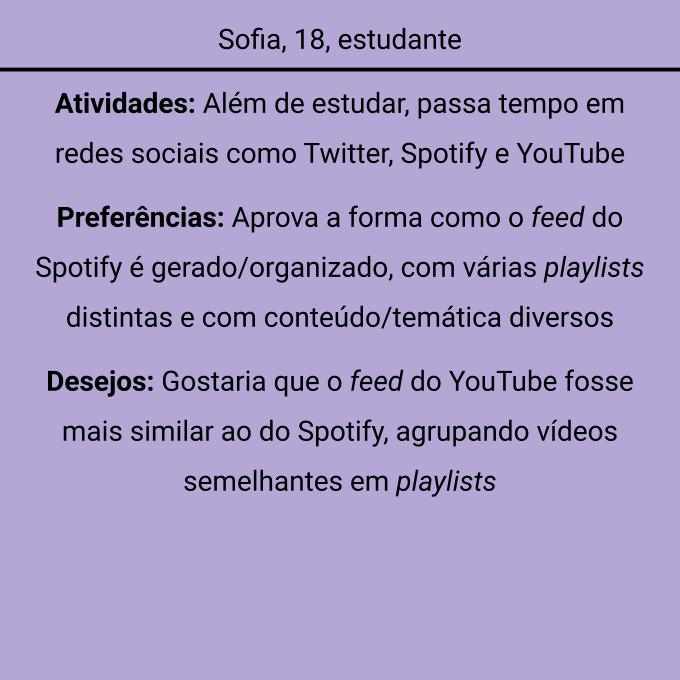 Sofia, 18, estudante
Atividades: Além de estudar, passa tempo em
redes sociais como Twitter, Spotify e YouTube
Preferências: Aprova a forma como o feed do
Spotify é gerado/organizado, com várias playlists
distintas e com conteúdo/temática diversos
Desejos: Gostaria que o feed do YouTube fosse
mais similar ao do Spotify, agrupando vídeos
semelhantes em playlists